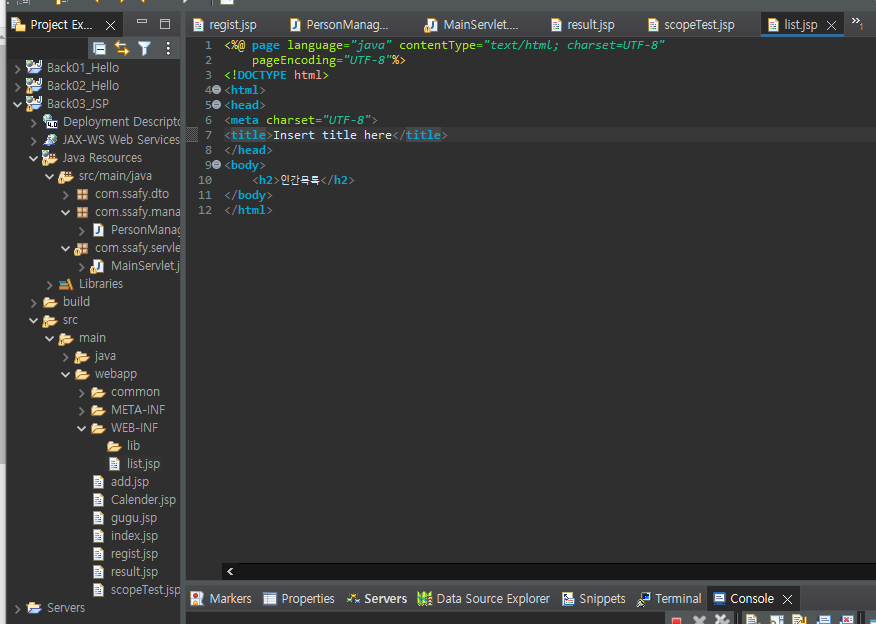 Project Ex...
regist.jsp
PersonManag...
MainServlet....
result.jsp
scopeTest.jsp
list.jsp
»1
Back01_Hello
Back02_Hello
Back03_JSP
Deployment Descripto
JAX-WS Web Services
Java Resources
src/main/java
com.ssafy.dto
com.ssafy.mana
PersonManag
com.ssafy.servle
MainServlet.j
Libraries
build
src
main
java
webapp
common
META-INF
WEB-INF
lib
list.jsp
add.jsp
Calender.jsp
gugu.jsp
index.jsp
regist.jsp
result.jsp
scopeTest.jsp
Servers
1 <%@ page language="java" contentType="text/html; charset=UTF-8"
2 pageEncoding="UTF-8"%>
3 <!DOCTYPE html>
4 <html>
5 <head>
6 <meta charset="UTF-8">
7 <title>Insert title here</title>
8 </head>
9 <body>
10 <h2>인간목록</h2>
11 </body>
12 </html>
Markers
Properties
Servers
Data Source Explorer
Snippets
Terminal
Console